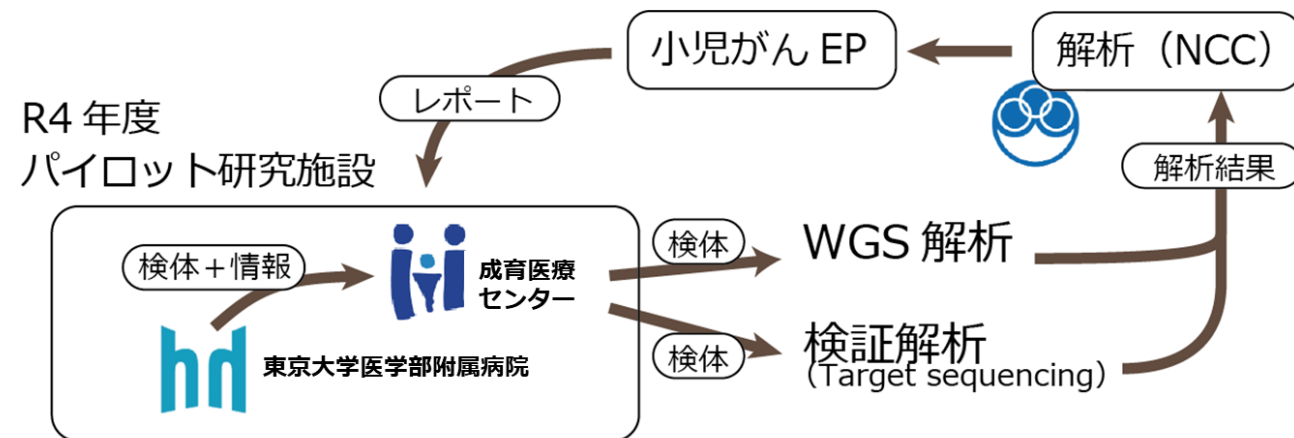 小児がん EP
解析（NCC）
レポート
R4 年度
パイロット研究施設
解析結果
検体＋情報
成育医療
センター
検体
WGS 解析
hd
東京大学医学部附属病院
検体
検証解析
（Target sequencing）